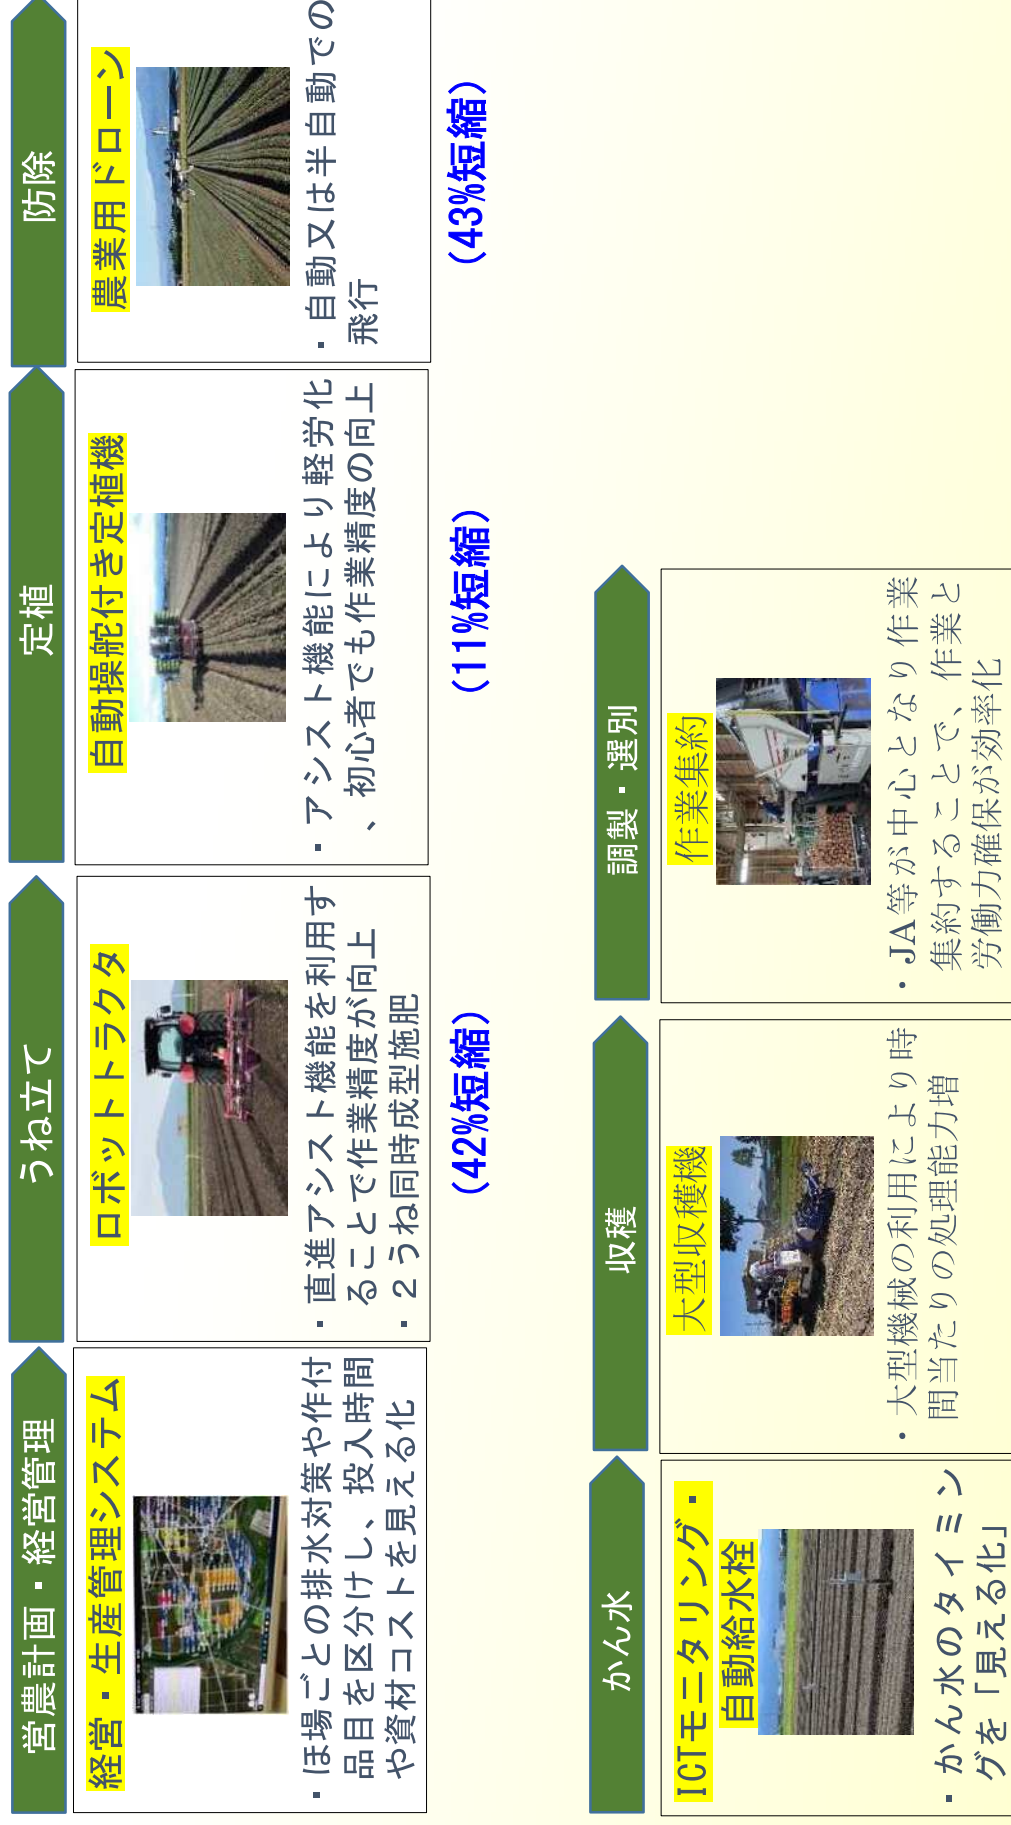 営農計画・経営管理
経営・生産管理システム
・ほ場ごとの排水対策や作付
品目を区分けし、投入時間
や資材コストを見える化
うね立て
ロボットトラクタ
・直進アシスト機能を利用す
ることで作業精度が向上
・２うね同時成型施肥
(42%短縮)
定植
自動操舵付き定植機
・アシスト機能により軽労化
、初心者でも作業精度の向上
(11%短縮)
防除
農業用ドローン
・自動又は半自動での
飛行
(43%短縮)
かん水
ICTモニタリング・
自動給水栓
・かん水のタイミン
グを「見える化」
収穫
大型収穫機
・大型機械の利用により時
間当たりの処理能力増
調製・選別
作業集約
・JA等が中心となり作業
集約することで、作業と
労働力確保が効率化